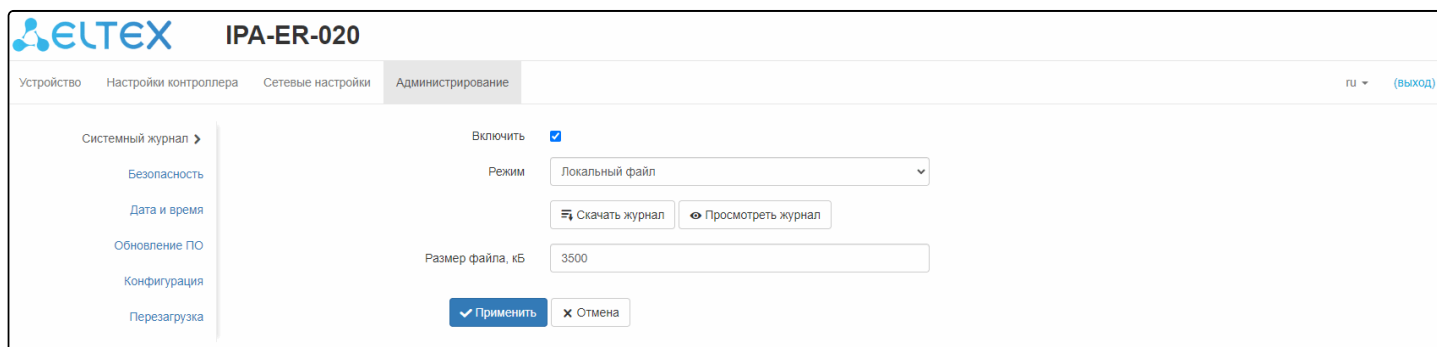 ELTEX IPA-ER-020
Устройство Настройки контроллера Сетевые настройки Администрирование ru (выход)
Системный журнал Включить
Безопасность Режим Локальный файл
Дата и время Скачать журнал Просмотреть журнал
Обновление ПО Размер файла, кБ 3500
Конфигурация
Перезагрузка Применить Отмена